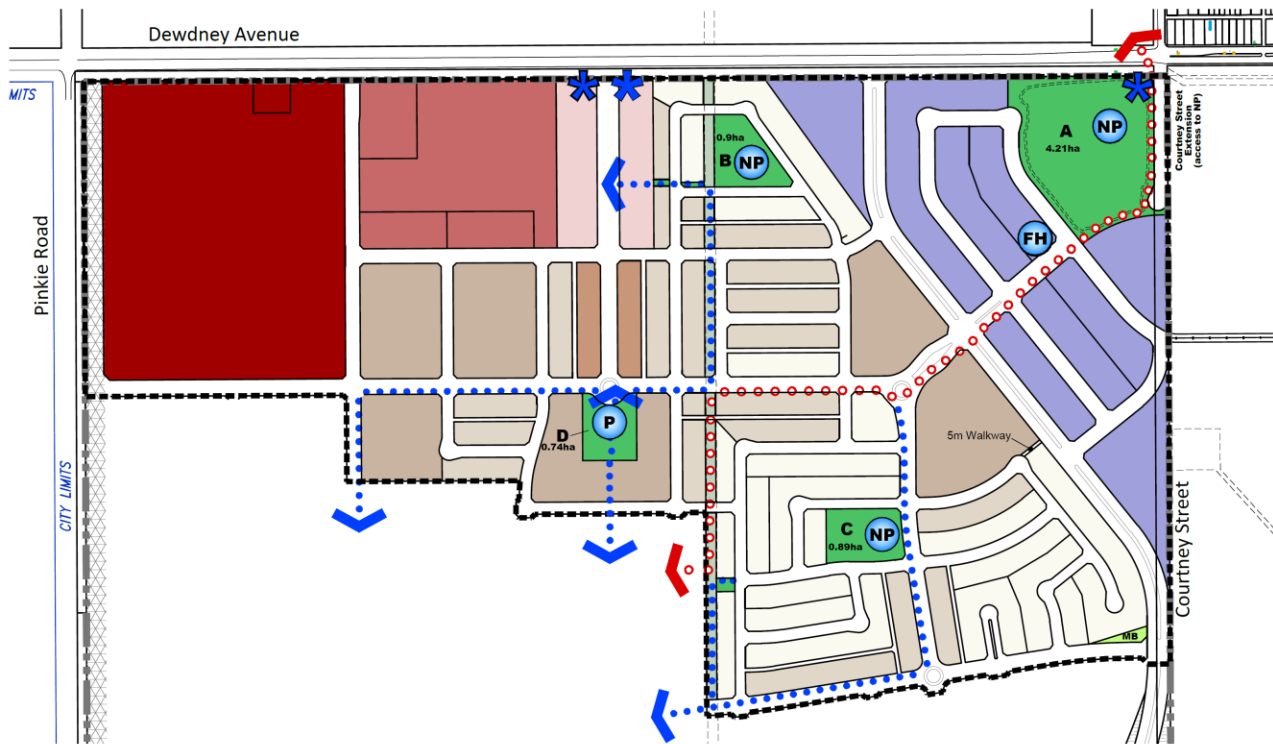 Dewdney Avenue
MITS
0.9ha
B
NP
A
4.21ha
NP
Courtney Street
Extension
(access to NP)
Pinkie Road
FH
P
D
0.74ha
5m Walkway
CITY LIMITS
C
0.89ha
NP
Courtney Street
MB